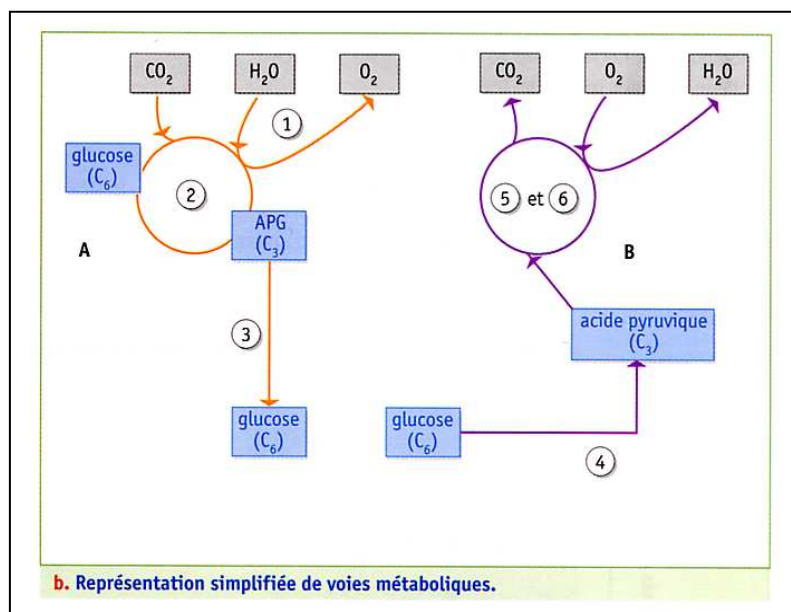 CO₂ H₂O O₂
CO₂ O₂ H₂O
1
glucose
(C₆)
2
5 et 6
APG
(C₃)
A
B
3
acide pyruvique
(C₃)
glucose
(C₆)
glucose
(C₆)
4
b. Représentation simplifiée de voies métaboliques.